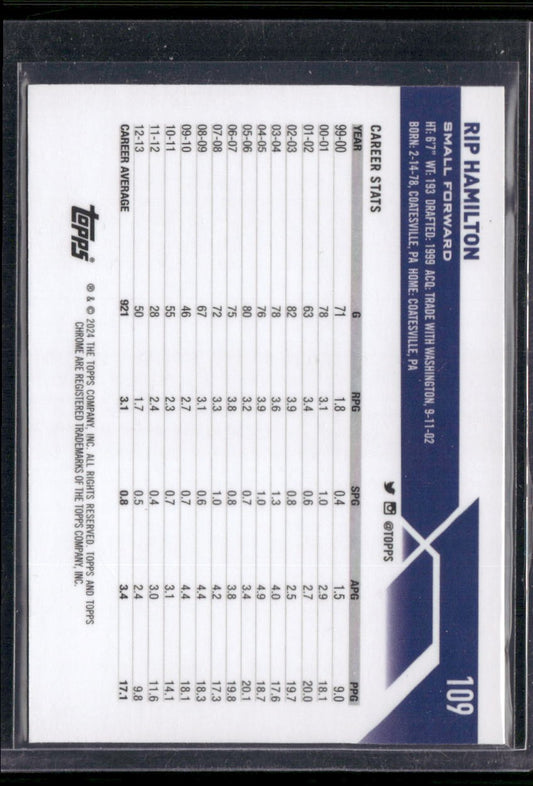 109
RIP HAMILTON
SMALL FORWARD
HT: 6'7" WT: 193 DRAFTED: 1999 ACQ: TRADE WITH WASHINGTON, 9-11-02
BORN: 2-14-78, COATESVILLE, PA HOME: COATESVILLE, PA
@TOPPS
CAREER STATS
YEAR G RPG SPG APG PPG
99-00 71 1.8 0.4 1.5 9.0
00-01 78 3.1 1.0 2.9 18.1
01-02 63 3.4 0.6 2.7 20.0
02-03 82 3.9 0.8 2.5 19.7
03-04 78 3.6 1.3 4.0 17.6
04-05 76 3.9 1.0 4.9 18.7
05-06 80 3.2 0.7 3.4 20.1
06-07 75 3.8 0.8 3.8 19.8
07-08 72 3.3 1.0 4.2 17.3
08-09 67 3.1 0.6 4.4 18.3
09-10 46 2.7 0.7 4.4 18.1
10-11 55 2.3 0.7 3.1 14.1
11-12 28 2.4 0.4 3.0 11.6
12-13 50 1.7 0.5 2.4 9.8
CAREER AVERAGE 921 3.1 0.8 3.4 17.1
topps®
® & © 2024 THE TOPPS COMPANY, INC. ALL RIGHTS RESERVED. TOPPS AND TOPPS
CHROME ARE REGISTERED TRADEMARKS OF THE TOPPS COMPANY, INC.